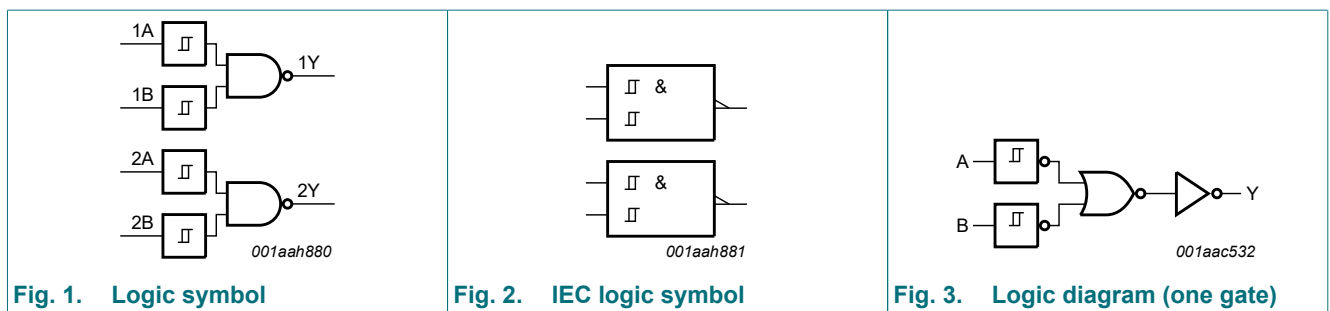 1A
1Y
1B
2A
2Y
2B
001aah880
Fig. 1. Logic symbol
&
&
001aah881
Fig. 2. IEC logic symbol
A
Y
B
001aac532
Fig. 3. Logic diagram (one gate)